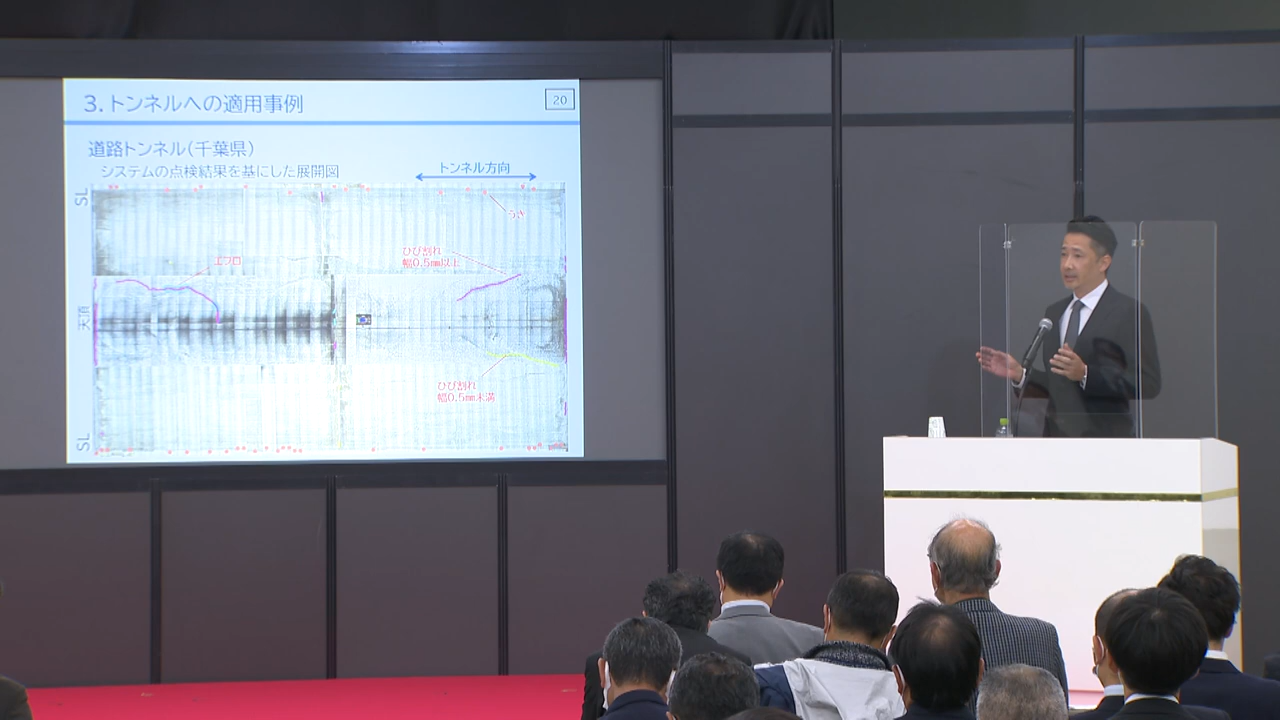 3.トンネルへの適用事例
20
道路トンネル(千葉県)
システムの点検結果を基にした展開図
トンネル方向
SL
うき
ひび割れ
幅0.5mm以上
エフロ
天頂
ひび割れ
幅0.5mm未満
SL